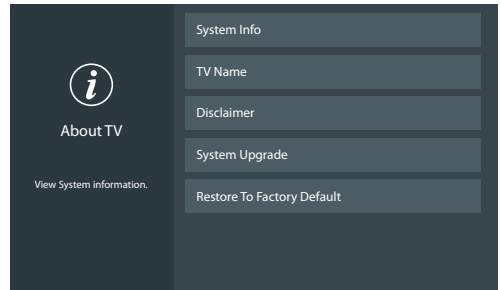 About TV
View System information.
System Info
TV Name
Disclaimer
System Upgrade
Restore To Factory Default